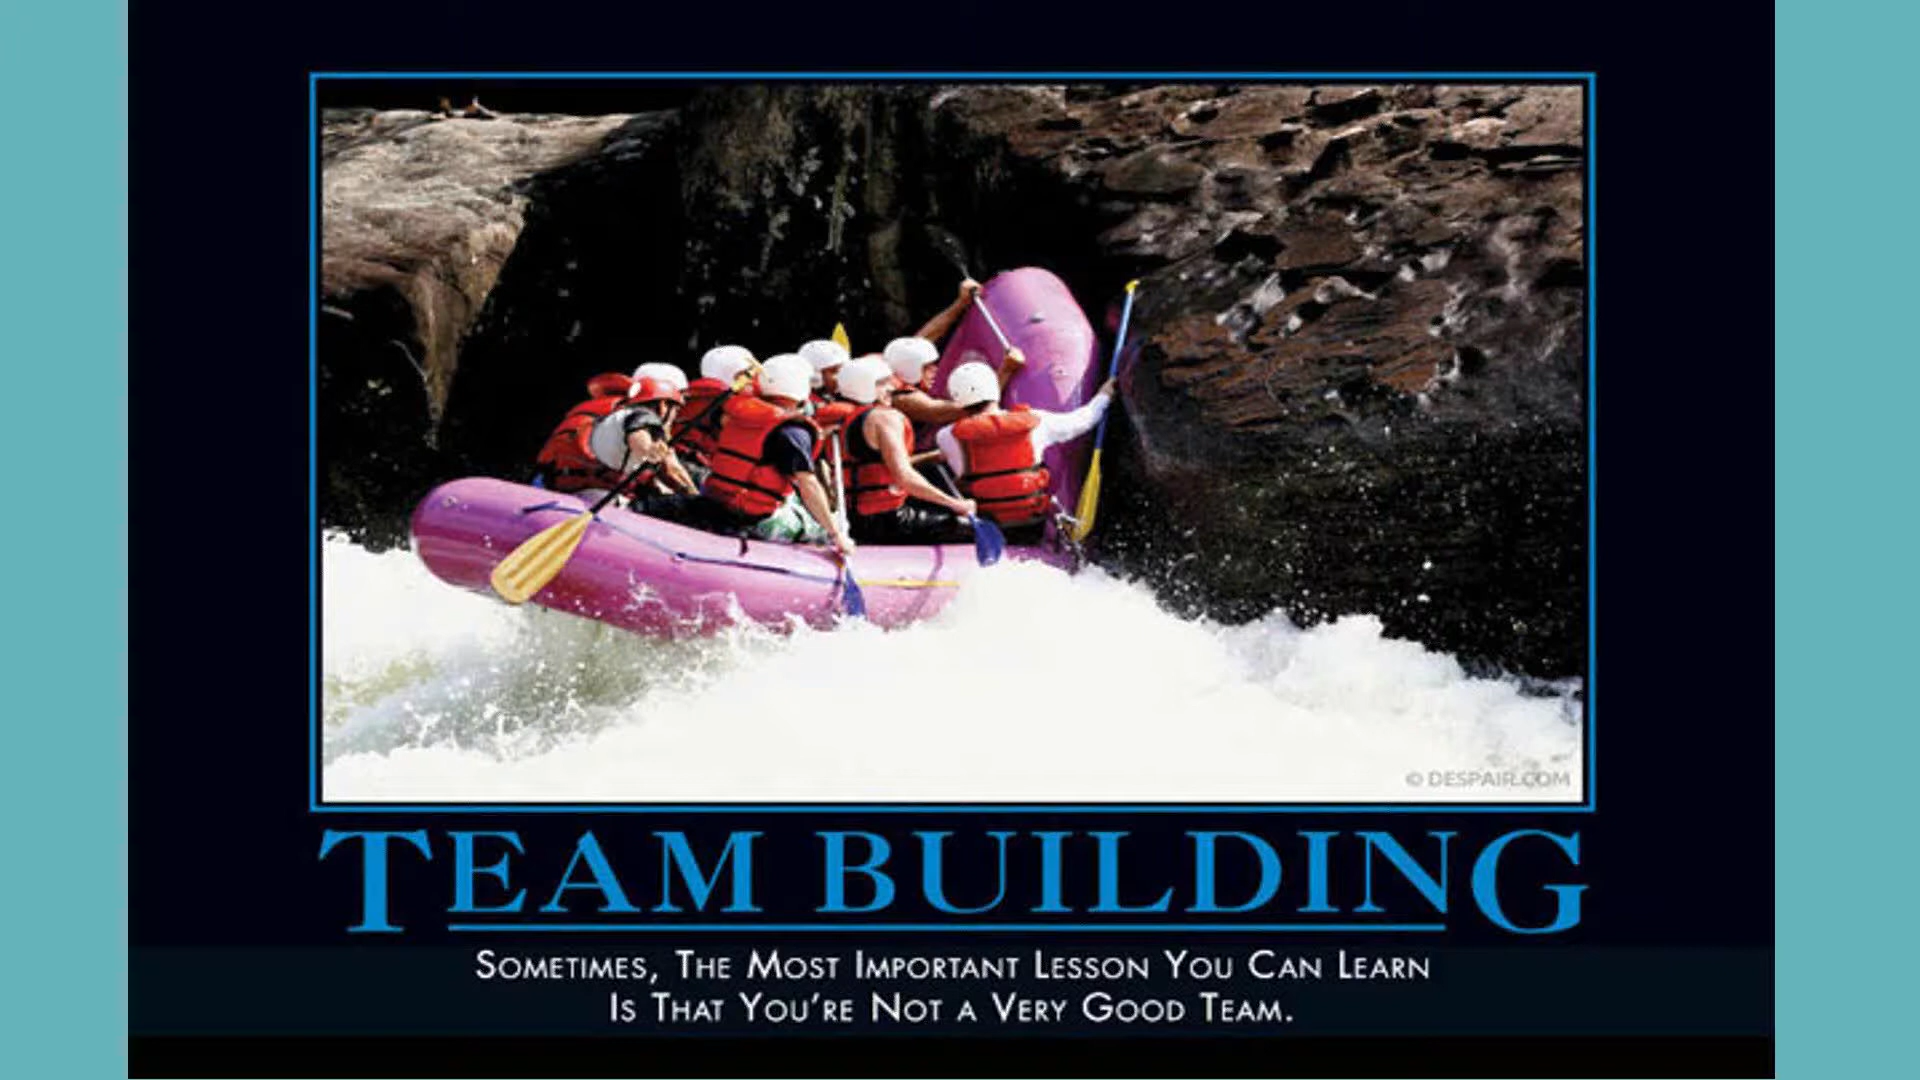 © DESPAIR.COM
TEAM BUILDING
SOMETIMES, THE MOST IMPORTANT LESSON YOU CAN LEARN
IS THAT YOU'RE NOT A VERY GOOD TEAM.